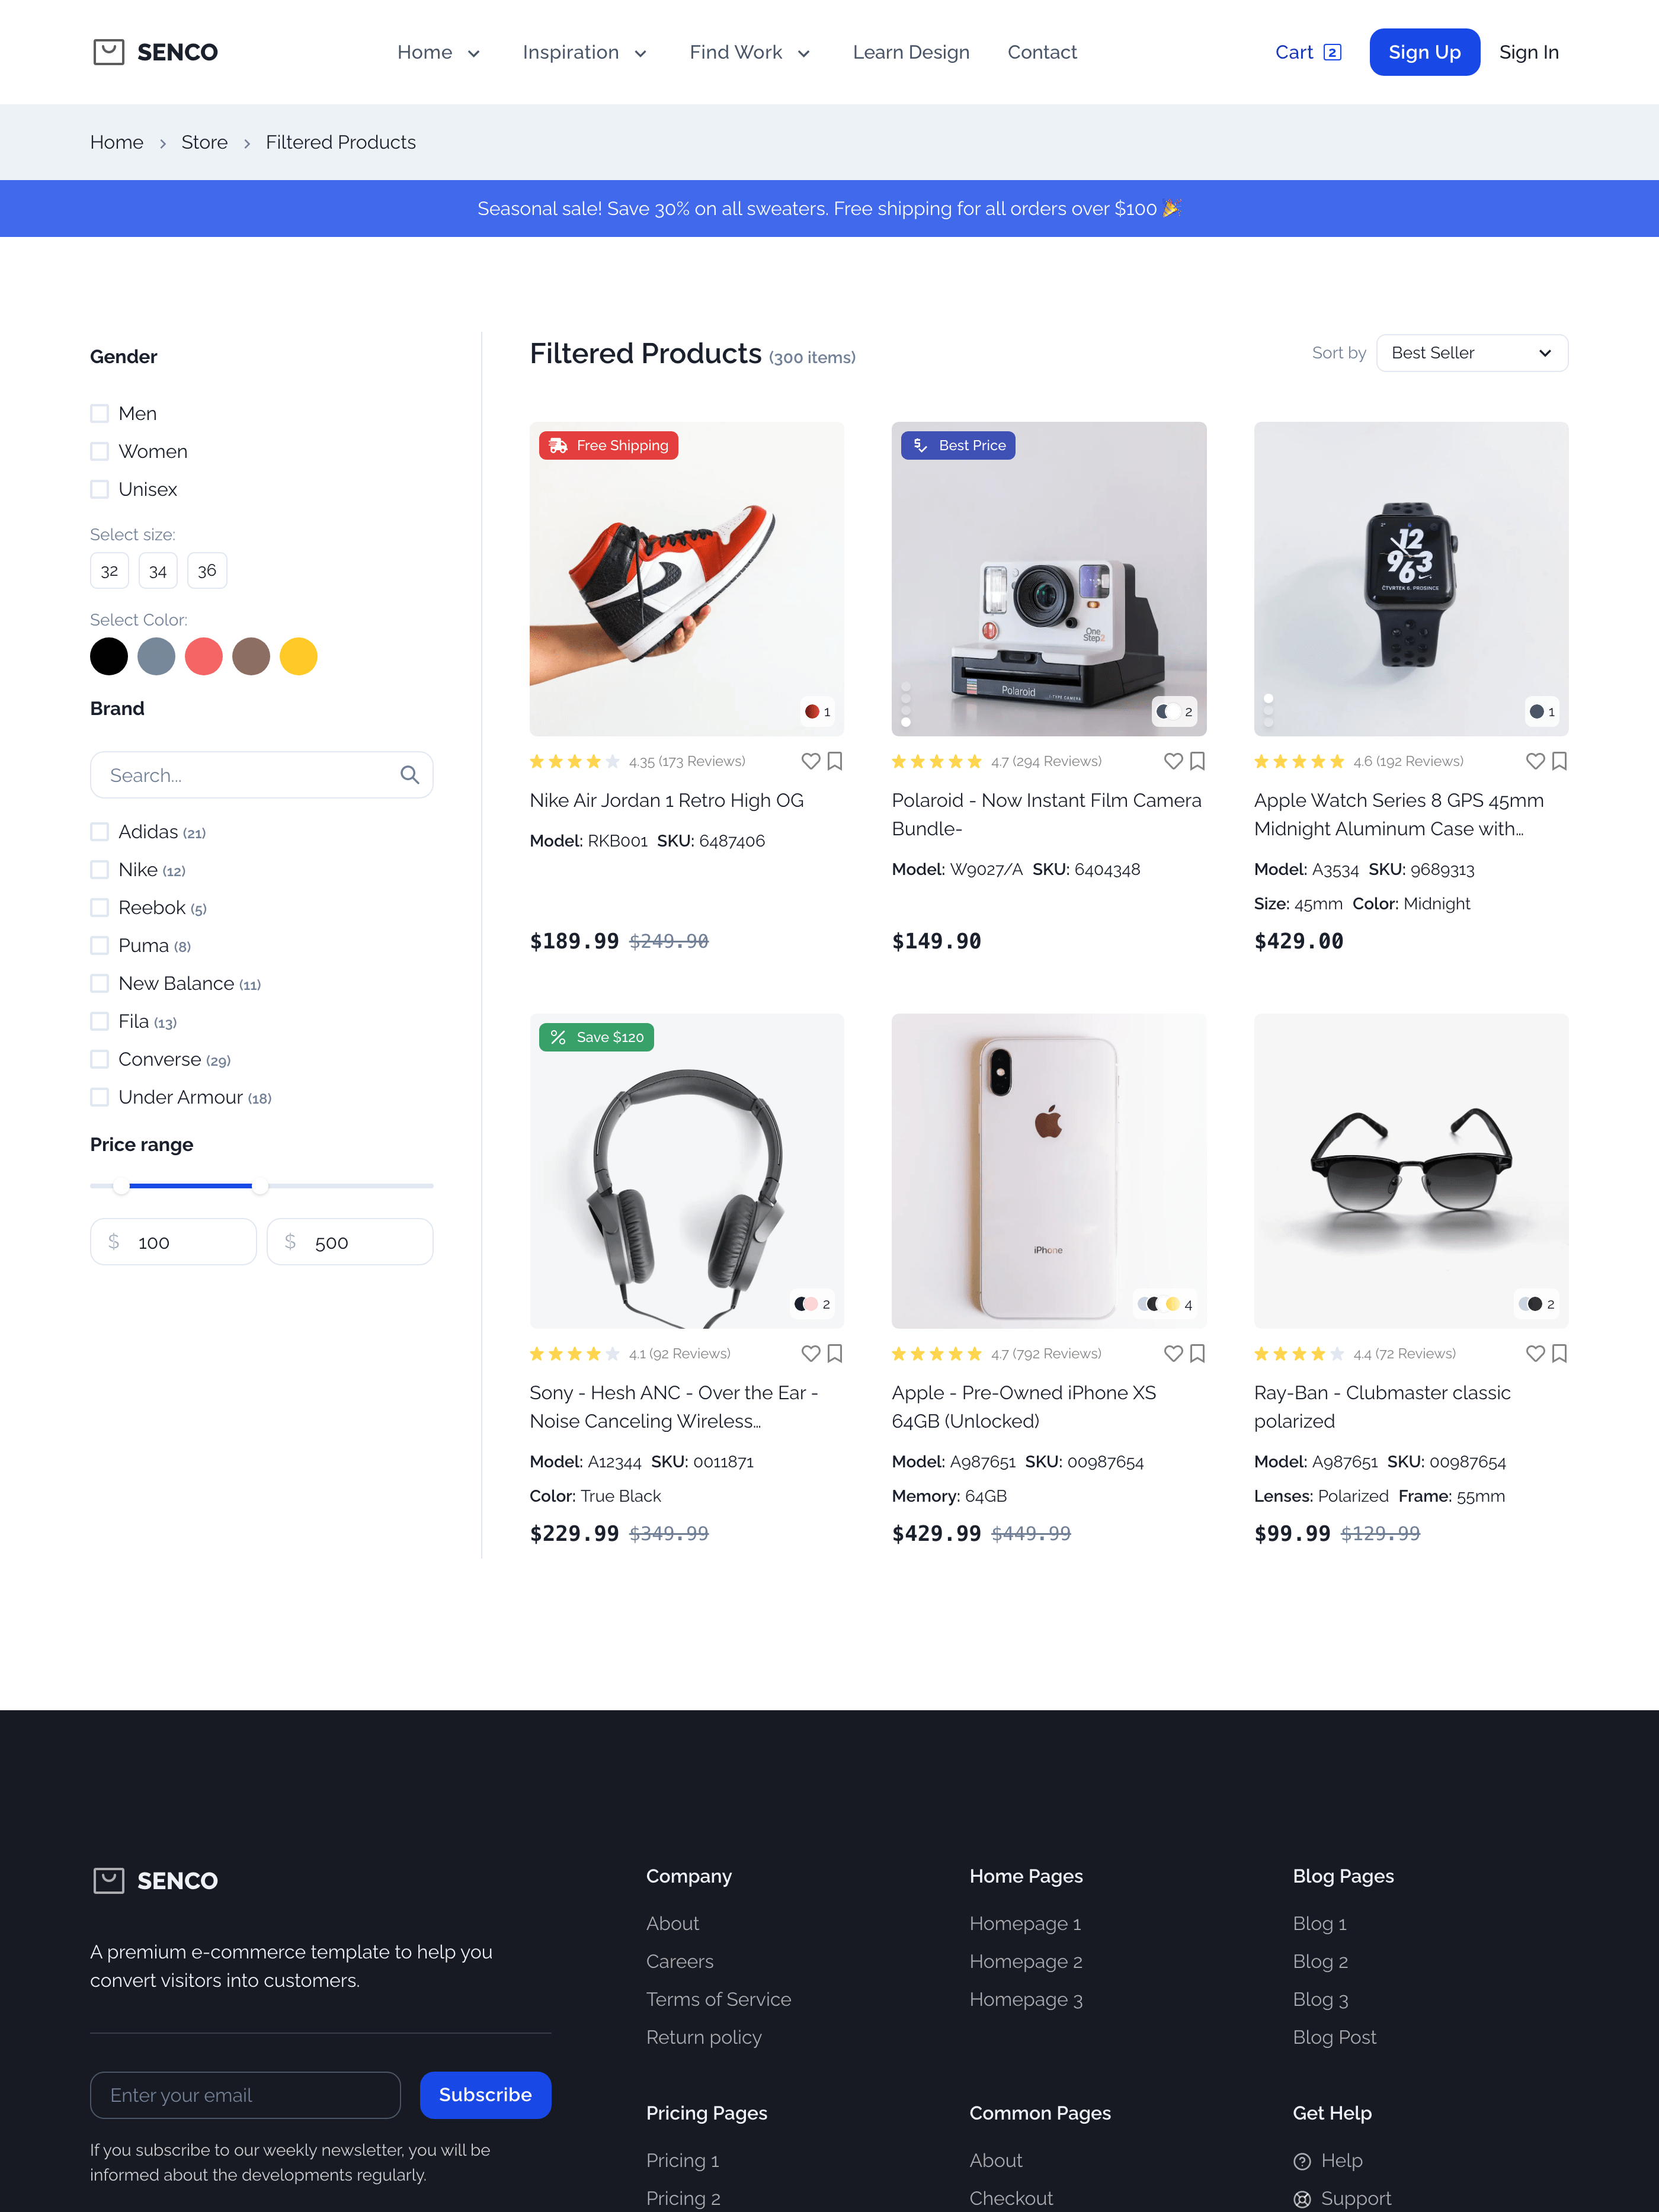 SENCO
Home Inspiration Find Work Learn Design Contact
Cart 2 Sign Up Sign In
Home > Store > Filtered Products
Seasonal sale! Save 30% on all sweaters. Free shipping for all orders over $100 🎉
Gender
Men
Women
Unisex
Select size:
32 34 36
Select Color:
Brand
Search...
Adidas (21)
Nike (12)
Reebok (5)
Puma (8)
New Balance (11)
Fila (13)
Converse (29)
Under Armour (18)
Price range
$ 100 $ 500
Filtered Products (300 items)
Sort by Best Seller
Free Shipping
1
4.35 (173 Reviews)
Nike Air Jordan 1 Retro High OG
Model: RKB001 SKU: 6487406
$189.99 $249.90
Best Price
One
Step2
Polaroid
2
4.7 (294 Reviews)
Polaroid - Now Instant Film Camera
Bundle-
Model: W9027/A SKU: 6404348
$149.90
12
9 3
6
ČTVRTEK 6. PROSINCE
1
4.6 (192 Reviews)
Apple Watch Series 8 GPS 45mm
Midnight Aluminum Case with...
Model: A3534 SKU: 9689313
Size: 45mm Color: Midnight
$429.00
Save $120
2
4.1 (92 Reviews)
Sony - Hesh ANC - Over the Ear -
Noise Canceling Wireless...
Model: A12344 SKU: 0011871
Color: True Black
$229.99 $349.99
iPhone
4
4.7 (792 Reviews)
Apple - Pre-Owned iPhone XS
64GB (Unlocked)
Model: A987651 SKU: 00987654
Memory: 64GB
$429.99 $449.99
2
4.4 (72 Reviews)
Ray-Ban - Clubmaster classic
polarized
Model: A987651 SKU: 00987654
Lenses: Polarized Frame: 55mm
$99.99 $129.99
SENCO
A premium e-commerce template to help you
convert visitors into customers.
Enter your email Subscribe
If you subscribe to our weekly newsletter, you will be
informed about the developments regularly.
Company
About
Careers
Terms of Service
Return policy
Home Pages
Homepage 1
Homepage 2
Homepage 3
Blog Pages
Blog 1
Blog 2
Blog 3
Blog Post
Pricing Pages
Pricing 1
Pricing 2
Common Pages
About
Checkout
Get Help
Help
Support